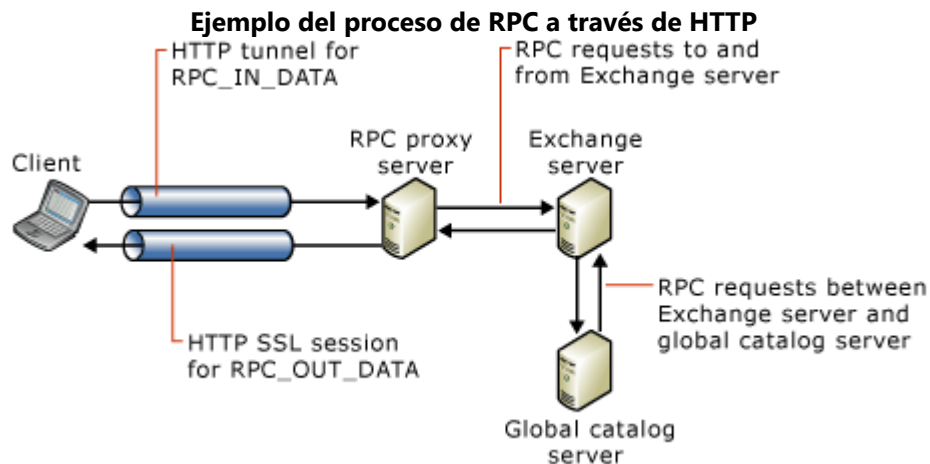 Ejemplo del proceso de RPC a través de HTTP
HTTP tunnel for
RPC_IN_DATA
RPC requests to and
from Exchange server
RPC proxy
server
Exchange
server
Client
RPC requests between
Exchange server and
global catalog server
HTTP SSL session
for RPC_OUT_DATA
Global catalog
server